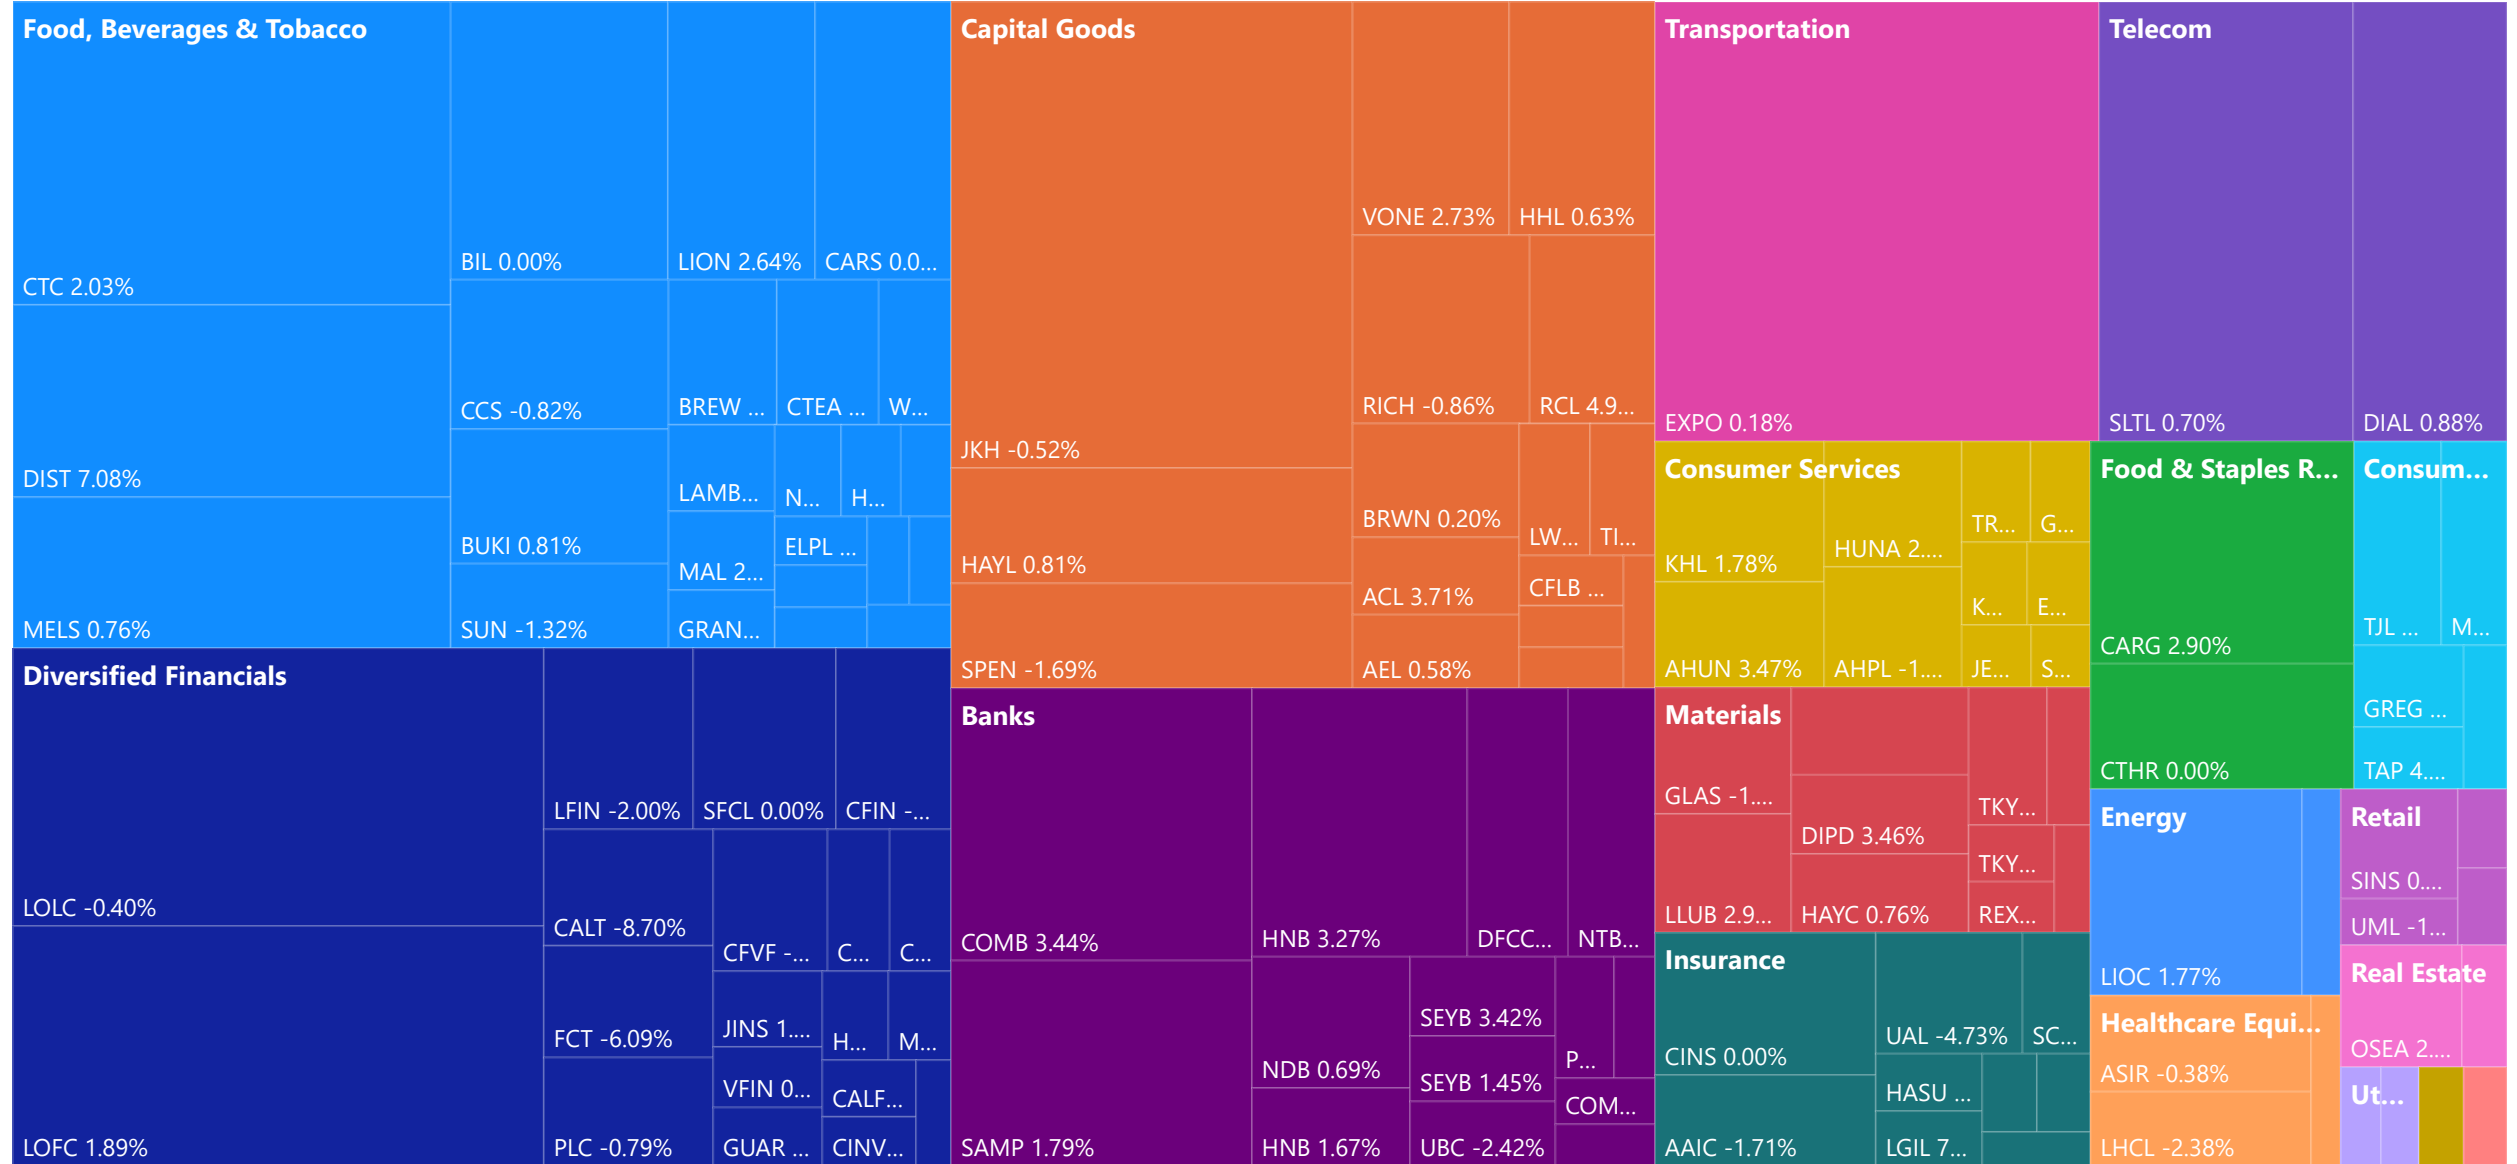 Food, Beverages & Tobacco
CTC 2.03%
DIST 7.08%
MELS 0.76%
BIL 0.00%
CCS -0.82%
BUKI 0.81%
SUN -1.32%
LION 2.64%
CARS 0.0...
BREW ...
CTEA ...
W...
LAMB...
N...
H...
MAL 2...
ELPL ...
GRAN...
Diversified Financials
LOLC -0.40%
LOFC 1.89%
LFIN -2.00%
SFCL 0.00%
CFIN -...
CALT -8.70%
FCT -6.09%
PLC -0.79%
CFVF -...
C...
C...
JINS 1....
H...
M...
VFIN 0...
CALF...
GUAR ...
CINV...
Capital Goods
JKH -0.52%
HAYL 0.81%
SPEN -1.69%
VONE 2.73%
HHL 0.63%
RICH -0.86%
RCL 4.9...
BRWN 0.20%
LW...
TI...
ACL 3.71%
CFLB ...
AEL 0.58%
Banks
COMB 3.44%
SAMP 1.79%
HNB 3.27%
DFCC...
NTB...
NDB 0.69%
HNB 1.67%
SEYB 3.42%
SEYB 1.45%
UBC -2.42%
P...
COM...
Transportation
EXPO 0.18%
Telecom
SLTL 0.70%
DIAL 0.88%
Consumer Services
KHL 1.78%
AHUN 3.47%
HUNA 2....
AHPL -1....
TR...
G...
K...
E...
JE...
S...
Food & Staples R...
CARG 2.90%
CTHR 0.00%
Consum...
TJL ...
M...
GREG ...
TAP 4....
Materials
GLAS -1....
LLUB 2.9...
DIPD 3.46%
HAYC 0.76%
TKY...
TKY...
REX...
Insurance
CINS 0.00%
AAIC -1.71%
UAL -4.73%
SC...
HASU ...
LGIL 7...
Energy
LIOC 1.77%
Healthcare Equi...
ASIR -0.38%
LHCL -2.38%
Retail
SINS 0....
UML -1...
Real Estate
OSEA 2....
Ut...